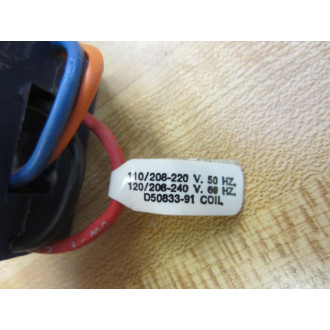 110/208-220 V. 50 HZ.
120/208-240 V. 60 HZ.
D50833-91 COIL